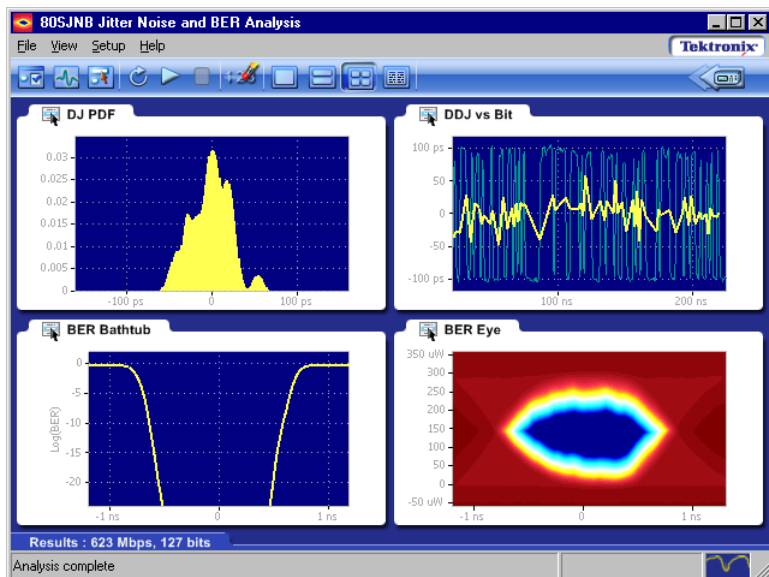 80SJNB Jitter Noise and BER Analysis
File View Setup Help
Tektronix
DJ PDF
0.03
0.025
0.02
0.015
0.01
0.005
0
-100 ps 0 100 ps
DDJ vs Bit
100 ps
50
0
-50
-100 ps
100 ns 200 ns
BER Bathtub
Log(BER)
0
-5
-10
-15
-20
-1 ns 0 1 ns
BER Eye
350 uW
300
250
200
150
100
50
0
-50 uW
-1 ns 0 1 ns
Results : 623 Mbps, 127 bits
Analysis complete